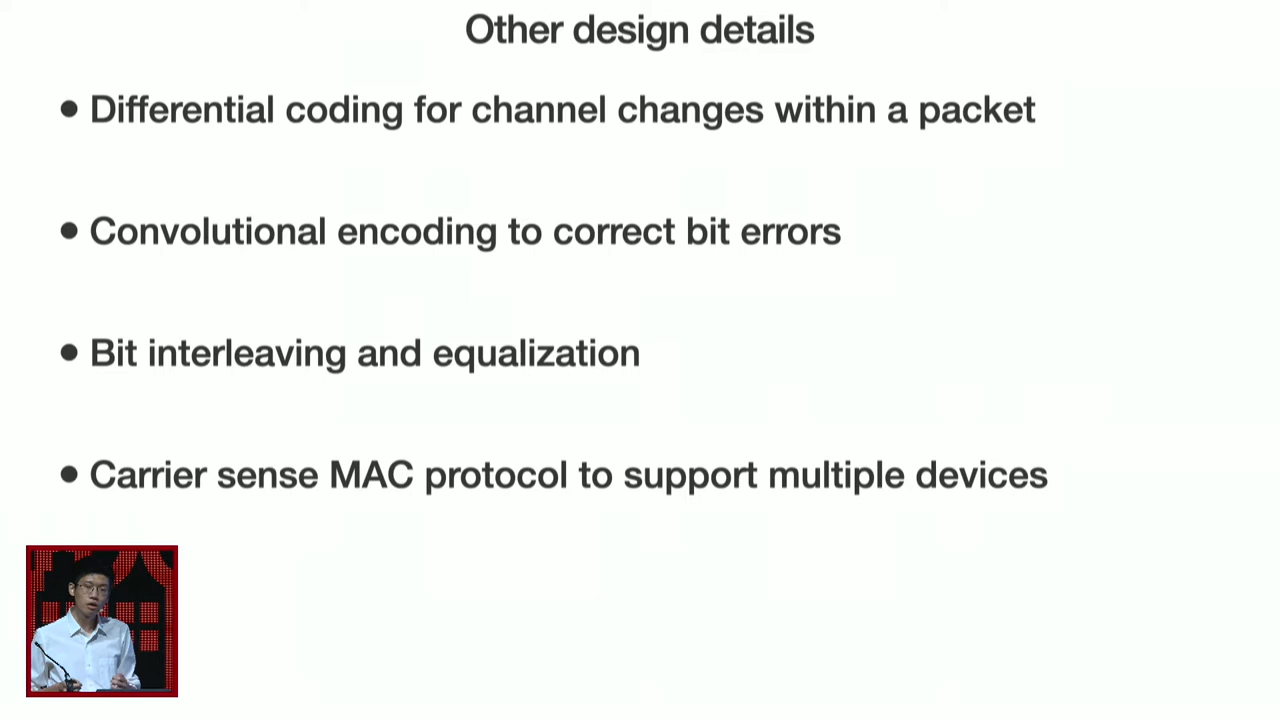 Other design details
• Differential coding for channel changes within a packet
• Convolutional encoding to correct bit errors
• Bit interleaving and equalization
• Carrier sense MAC protocol to support multiple devices